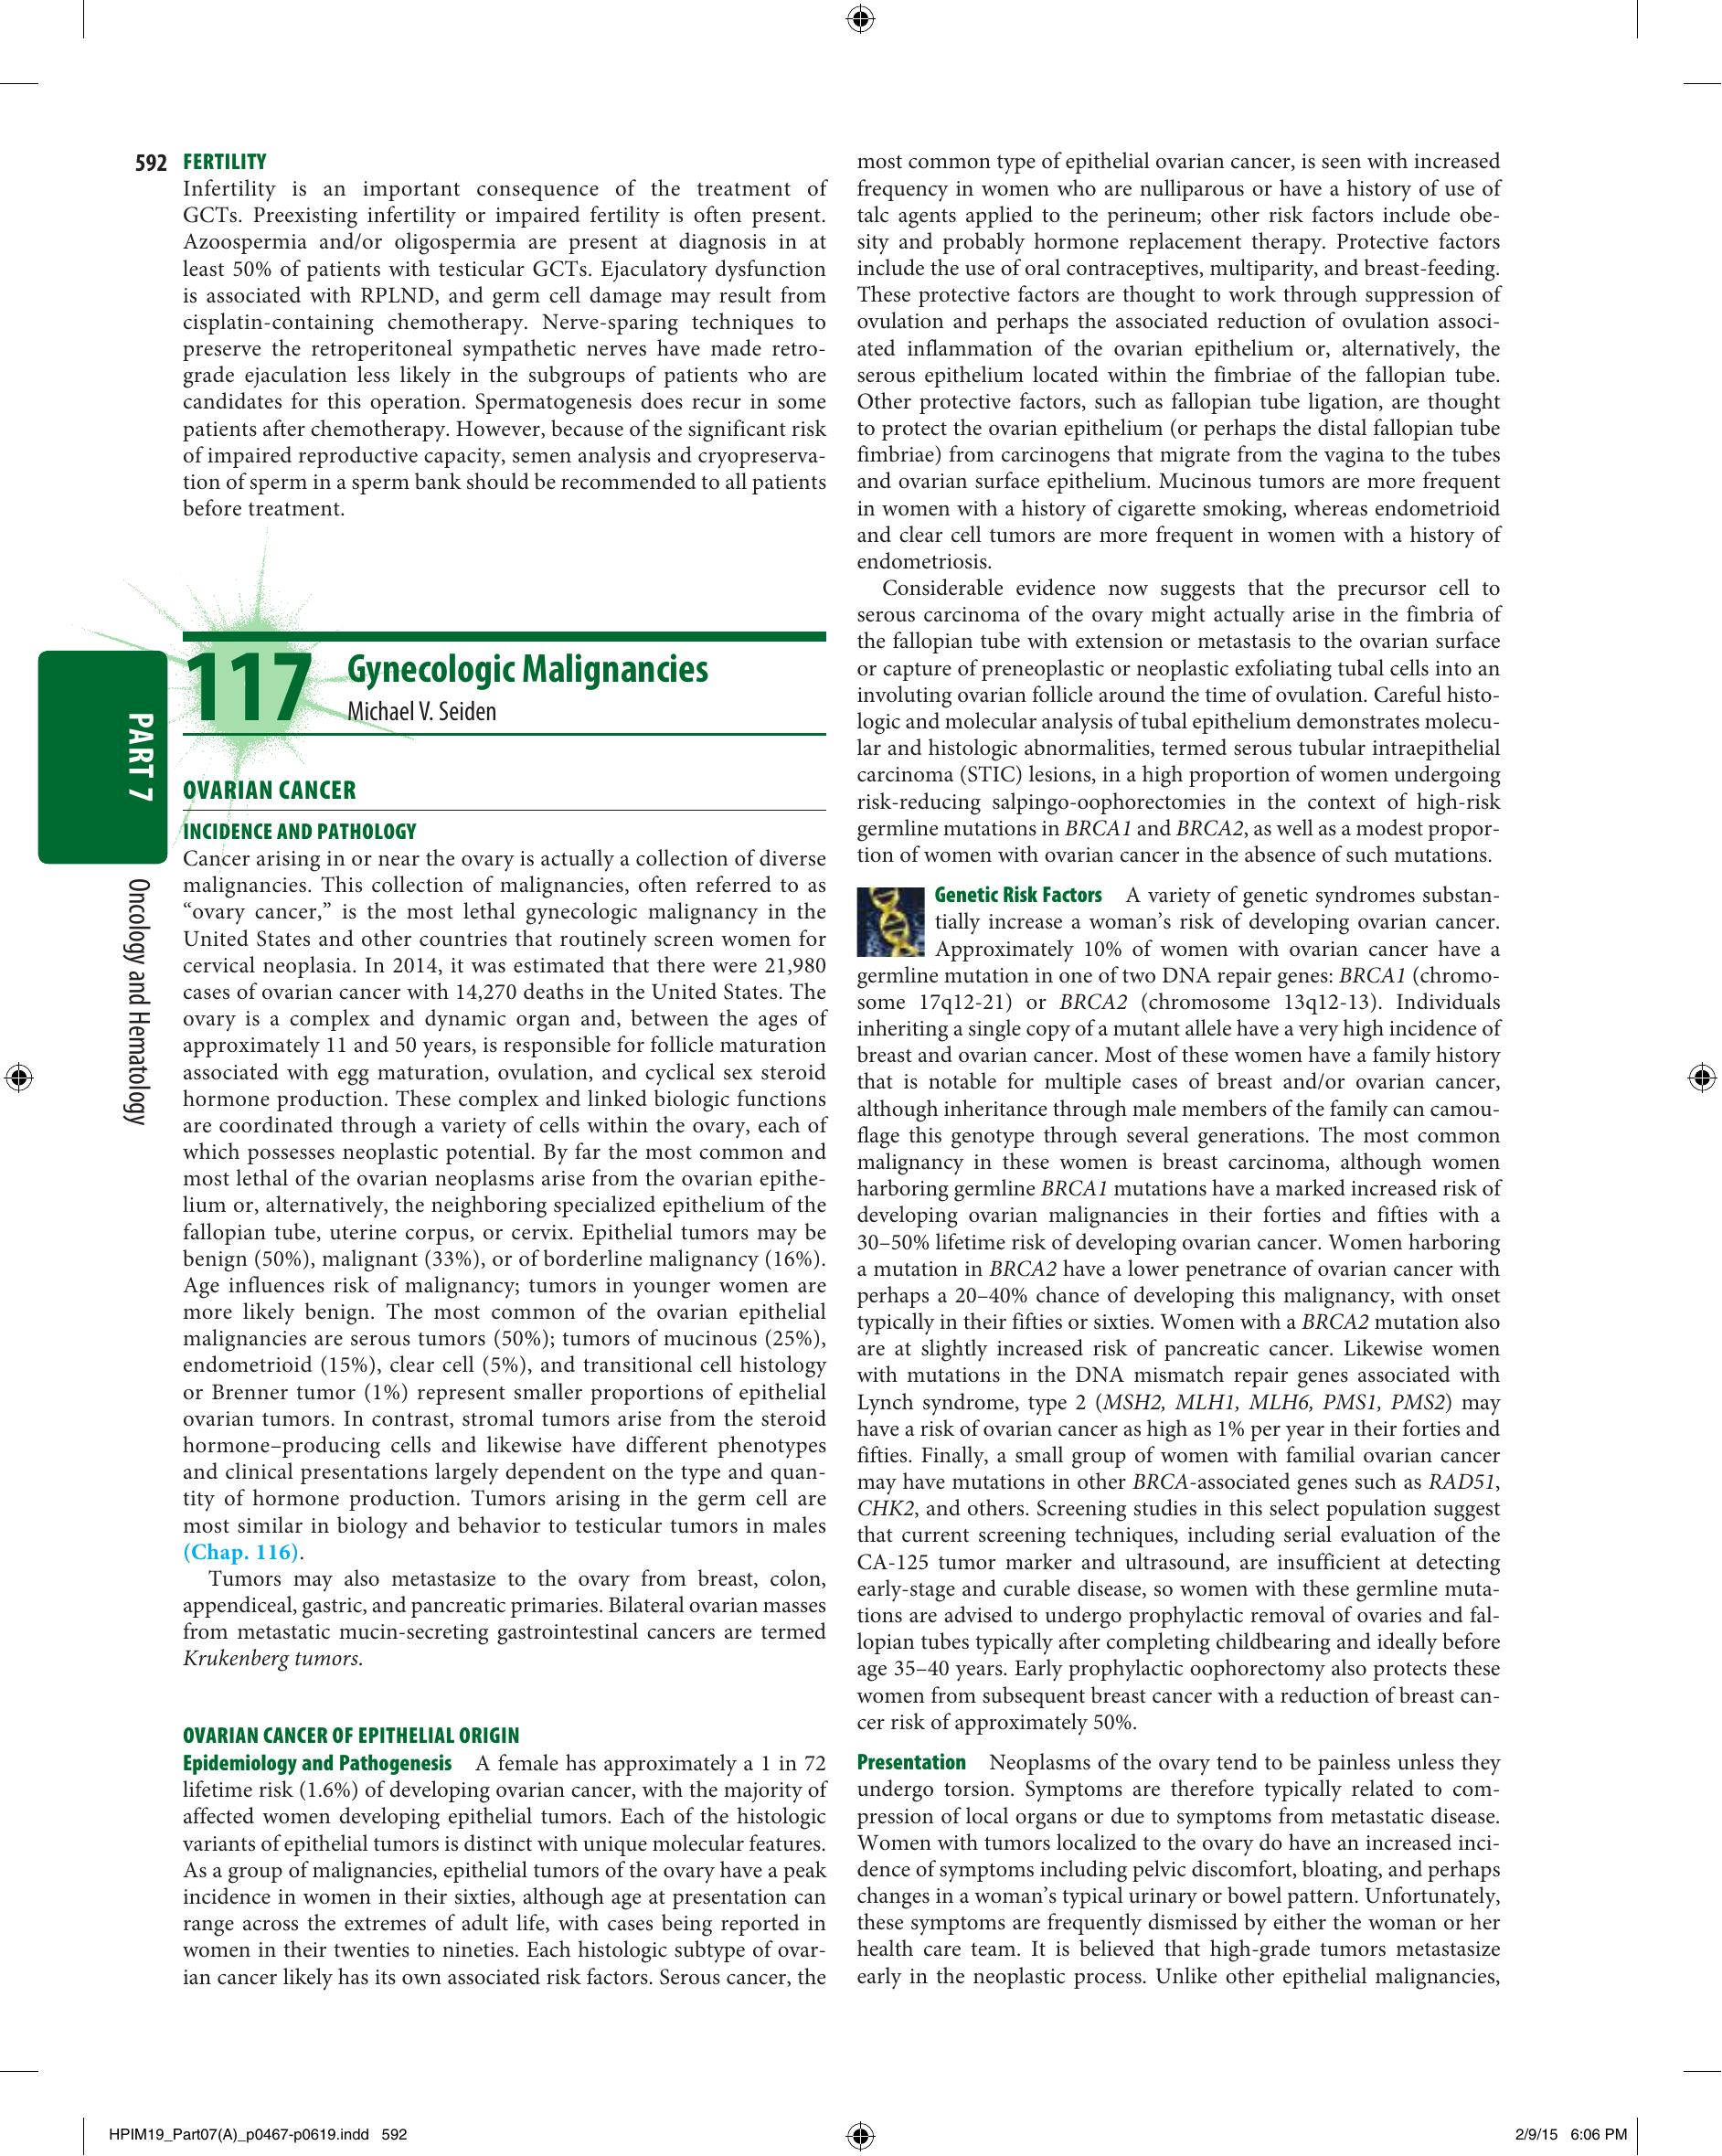 592 FERTILITY
Infertility is an important consequence of the treatment of
GCTs. Preexisting infertility or impaired fertility is often present.
Azoospermia and/or oligospermia are present at diagnosis in at
least 50% of patients with testicular GCTs. Ejaculatory dysfunction
is associated with RPLND, and germ cell damage may result from
cisplatin-containing chemotherapy. Nerve-sparing techniques to
preserve the retroperitoneal sympathetic nerves have made retro-
grade ejaculation less likely in the subgroups of patients who are
candidates for this operation. Spermatogenesis does recur in some
patients after chemotherapy. However, because of the significant risk
of impaired reproductive capacity, semen analysis and cryopreserva-
tion of sperm in a sperm bank should be recommended to all patients
before treatment.
117 Gynecologic Malignancies
Michael V. Seiden
PART 7
Oncology and Hematology
OVARIAN CANCER
INCIDENCE AND PATHOLOGY
Cancer arising in or near the ovary is actually a collection of diverse
malignancies. This collection of malignancies, often referred to as
“ovary cancer,” is the most lethal gynecologic malignancy in the
United States and other countries that routinely screen women for
cervical neoplasia. In 2014, it was estimated that there were 21,980
cases of ovarian cancer with 14,270 deaths in the United States. The
ovary is a complex and dynamic organ and, between the ages of
approximately 11 and 50 years, is responsible for follicle maturation
associated with egg maturation, ovulation, and cyclical sex steroid
hormone production. These complex and linked biologic functions
are coordinated through a variety of cells within the ovary, each of
which possesses neoplastic potential. By far the most common and
most lethal of the ovarian neoplasms arise from the ovarian epithe-
lium or, alternatively, the neighboring specialized epithelium of the
fallopian tube, uterine corpus, or cervix. Epithelial tumors may be
benign (50%), malignant (33%), or of borderline malignancy (16%).
Age influences risk of malignancy; tumors in younger women are
more likely benign. The most common of the ovarian epithelial
malignancies are serous tumors (50%); tumors of mucinous (25%),
endometrioid (15%), clear cell (5%), and transitional cell histology
or Brenner tumor (1%) represent smaller proportions of epithelial
ovarian tumors. In contrast, stromal tumors arise from the steroid
hormone–producing cells and likewise have different phenotypes
and clinical presentations largely dependent on the type and quan-
tity of hormone production. Tumors arising in the germ cell are
most similar in biology and behavior to testicular tumors in males
(Chap. 116).
Tumors may also metastasize to the ovary from breast, colon,
appendiceal, gastric, and pancreatic primaries. Bilateral ovarian masses
from metastatic mucin-secreting gastrointestinal cancers are termed
Krukenberg tumors.
OVARIAN CANCER OF EPITHELIAL ORIGIN
Epidemiology and Pathogenesis A female has approximately a 1 in 72
lifetime risk (1.6%) of developing ovarian cancer, with the majority of
affected women developing epithelial tumors. Each of the histologic
variants of epithelial tumors is distinct with unique molecular features.
As a group of malignancies, epithelial tumors of the ovary have a peak
incidence in women in their sixties, although age at presentation can
range across the extremes of adult life, with cases being reported in
women in their twenties to nineties. Each histologic subtype of ovar-
ian cancer likely has its own associated risk factors. Serous cancer, the
most common type of epithelial ovarian cancer, is seen with increased
frequency in women who are nulliparous or have a history of use of
talc agents applied to the perineum; other risk factors include obe-
sity and probably hormone replacement therapy. Protective factors
include the use of oral contraceptives, multiparity, and breast-feeding.
These protective factors are thought to work through suppression of
ovulation and perhaps the associated reduction of ovulation associ-
ated inflammation of the ovarian epithelium or, alternatively, the
serous epithelium located within the fimbriae of the fallopian tube.
Other protective factors, such as fallopian tube ligation, are thought
to protect the ovarian epithelium (or perhaps the distal fallopian tube
fimbriae) from carcinogens that migrate from the vagina to the tubes
and ovarian surface epithelium. Mucinous tumors are more frequent
in women with a history of cigarette smoking, whereas endometrioid
and clear cell tumors are more frequent in women with a history of
endometriosis.
Considerable evidence now suggests that the precursor cell to
serous carcinoma of the ovary might actually arise in the fimbria of
the fallopian tube with extension or metastasis to the ovarian surface
or capture of preneoplastic or neoplastic exfoliating tubal cells into an
involuting ovarian follicle around the time of ovulation. Careful histo-
logic and molecular analysis of tubal epithelium demonstrates molecu-
lar and histologic abnormalities, termed serous tubular intraepithelial
carcinoma (STIC) lesions, in a high proportion of women undergoing
risk-reducing salpingo-oophorectomies in the context of high-risk
germline mutations in BRCA1 and BRCA2, as well as a modest propor-
tion of women with ovarian cancer in the absence of such mutations.
Genetic Risk Factors A variety of genetic syndromes substan-
tially increase a woman’s risk of developing ovarian cancer.
Approximately 10% of women with ovarian cancer have a
germline mutation in one of two DNA repair genes: BRCA1 (chromo-
some 17q12-21) or BRCA2 (chromosome 13q12-13). Individuals
inheriting a single copy of a mutant allele have a very high incidence of
breast and ovarian cancer. Most of these women have a family history
that is notable for multiple cases of breast and/or ovarian cancer,
although inheritance through male members of the family can camou-
flage this genotype through several generations. The most common
malignancy in these women is breast carcinoma, although women
harboring germline BRCA1 mutations have a marked increased risk of
developing ovarian malignancies in their forties and fifties with a
30–50% lifetime risk of developing ovarian cancer. Women harboring
a mutation in BRCA2 have a lower penetrance of ovarian cancer with
perhaps a 20–40% chance of developing this malignancy, with onset
typically in their fifties or sixties. Women with a BRCA2 mutation also
are at slightly increased risk of pancreatic cancer. Likewise women
with mutations in the DNA mismatch repair genes associated with
Lynch syndrome, type 2 (MSH2, MLH1, MLH6, PMS1, PMS2) may
have a risk of ovarian cancer as high as 1% per year in their forties and
fifties. Finally, a small group of women with familial ovarian cancer
may have mutations in other BRCA-associated genes such as RAD51,
CHK2, and others. Screening studies in this select population suggest
that current screening techniques, including serial evaluation of the
CA-125 tumor marker and ultrasound, are insufficient at detecting
early-stage and curable disease, so women with these germline muta-
tions are advised to undergo prophylactic removal of ovaries and fal-
lopian tubes typically after completing childbearing and ideally before
age 35–40 years. Early prophylactic oophorectomy also protects these
women from subsequent breast cancer with a reduction of breast can-
cer risk of approximately 50%.
Presentation Neoplasms of the ovary tend to be painless unless they
undergo torsion. Symptoms are therefore typically related to com-
pression of local organs or due to symptoms from metastatic disease.
Women with tumors localized to the ovary do have an increased inci-
dence of symptoms including pelvic discomfort, bloating, and perhaps
changes in a woman’s typical urinary or bowel pattern. Unfortunately,
these symptoms are frequently dismissed by either the woman or her
health care team. It is believed that high-grade tumors metastasize
early in the neoplastic process. Unlike other epithelial malignancies,
HPIM19_Part07(A)_p0467-p0619.indd 592
2/9/15 6:06 PM